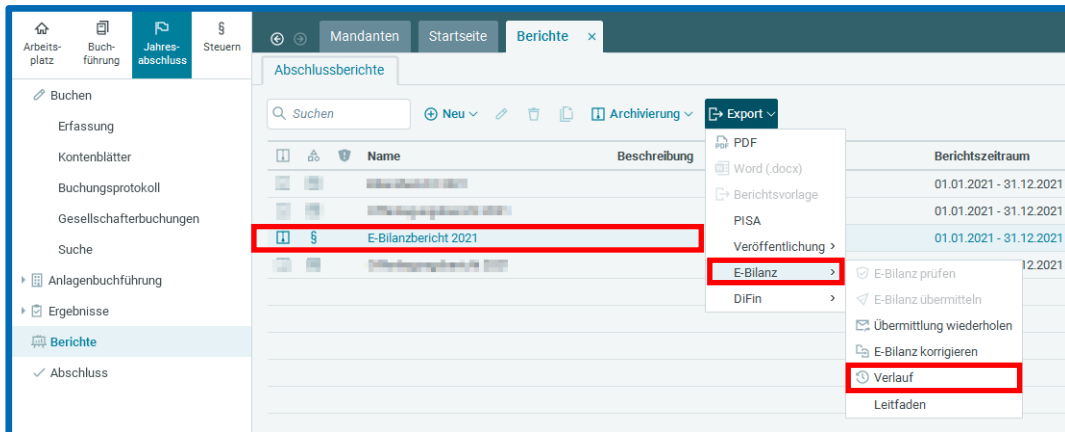 Arbeits-
platz
Buch-
führung
Jahres-
abschluss
§
Steuern
Mandanten
Startseite
Berichte ×
Buchen
Erfassung
Kontenblätter
Buchungsprotokoll
Gesellschafterbuchungen
Suche
Anlagenbuchführung
Ergebnisse
Berichte
Abschluss
Abschlussberichte
Suchen
Neu
Archivierung
Export
Name Beschreibung Berichtszeitraum
01.01.2021 - 31.12.2021
01.01.2021 - 31.12.2021
§ E-Bilanzbericht 2021 01.01.2021 - 31.12.2021
12.2021
PDF
Word (.docx)
Berichtsvorlage
PISA
Veröffentlichung >
E-Bilanz >
DiFin >
E-Bilanz prüfen
E-Bilanz übermitteln
Übermittlung wiederholen
E-Bilanz korrigieren
Verlauf
Leitfaden